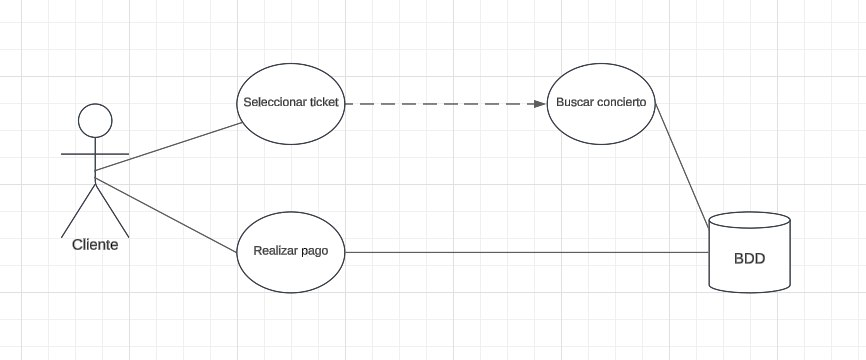 Seleccionar ticket
Buscar concierto
Cliente
Realizar pago
BDD